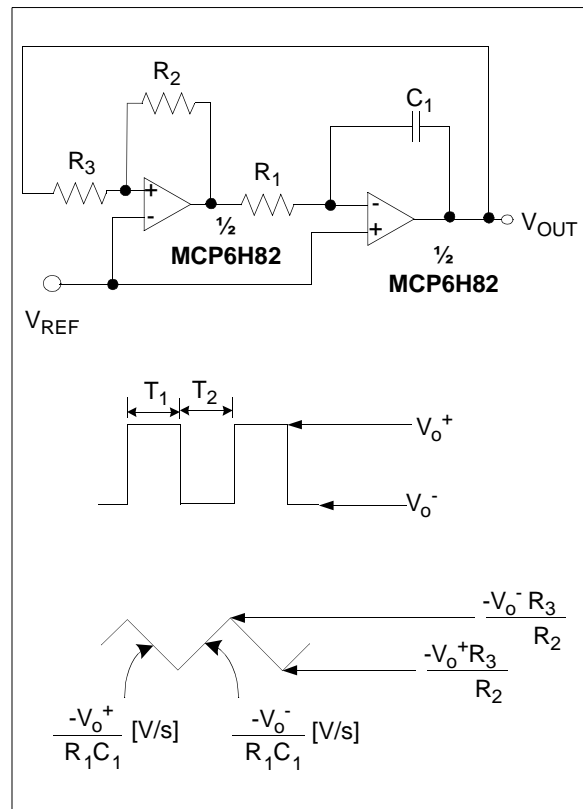 R2
C1
R3
R1
+
-
½
MCP6H82
-
+
½
MCP6H82
VOUT
VREF
T1 T2
Vo+
Vo-
-Vo- R3
R2
-Vo+R3
R2
-Vo+
R1C1
[V/s]
-Vo-
R1C1
[V/s]